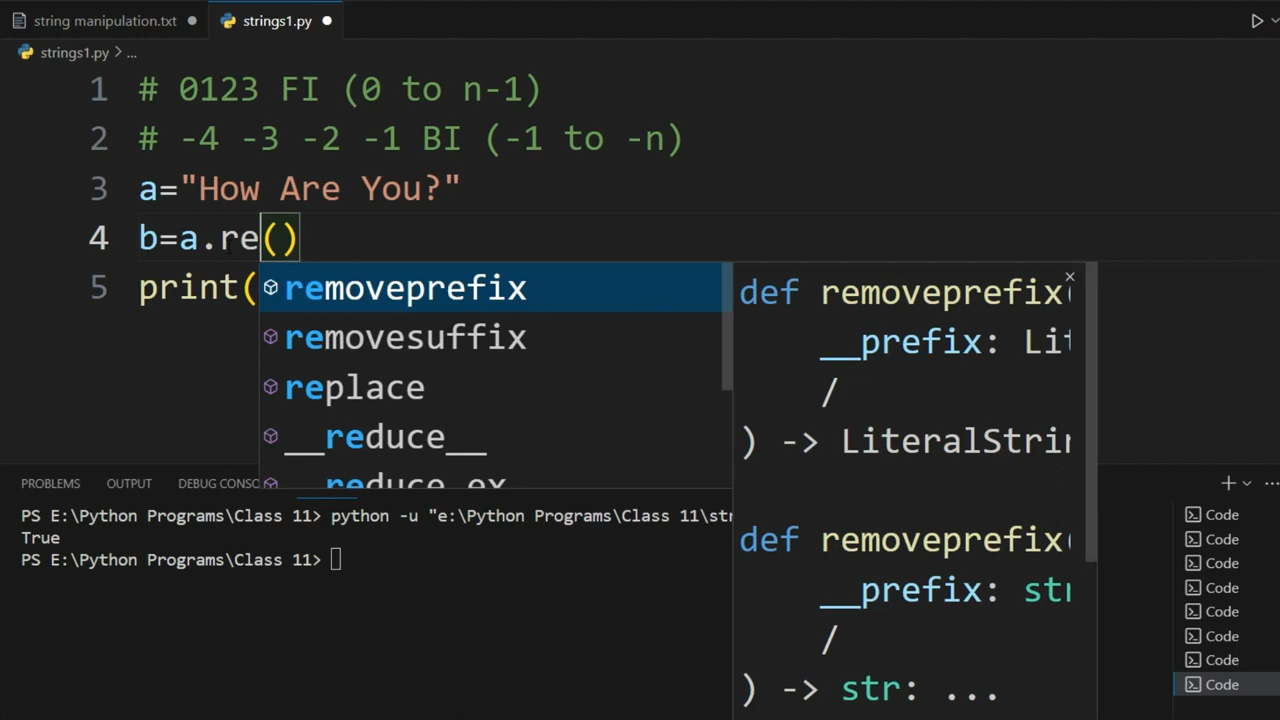 string manipulation.txt
strings1.py
strings1.py > ...
1 # 0123 FI (0 to n-1)
2 # -4 -3 -2 -1 BI (-1 to -n)
3 a="How Are You?"
4 b=a.re()
5 print(
removeprefix
removesuffix
replace
__reduce__
__reduce_ex
def removeprefix(
__prefix: Lit
/
) -> LiteralStrin
def removeprefix(
__prefix: str
/
) -> str: ...
PROBLEMS OUTPUT DEBUG CONSO
PS E:\Python Programs\Class 11> python -u "e:\Python Programs\Class 11\str
True
PS E:\Python Programs\Class 11>
Code
Code
Code
Code
Code
Code
Code
Code